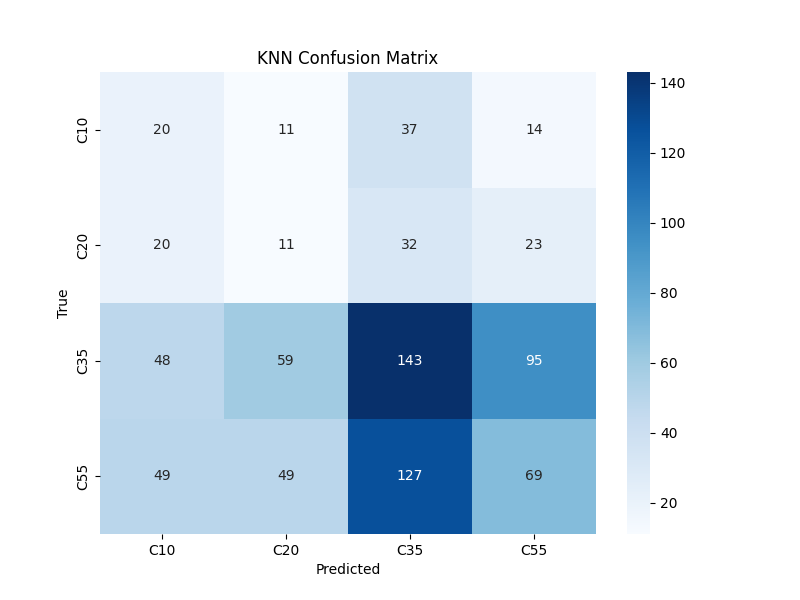 KNN Confusion Matrix
True
C10 20 11 37 14
C20 20 11 32 23
C35 48 59 143 95
C55 49 49 127 69
C10 C20 C35 C55
Predicted
140
120
100
80
60
40
20